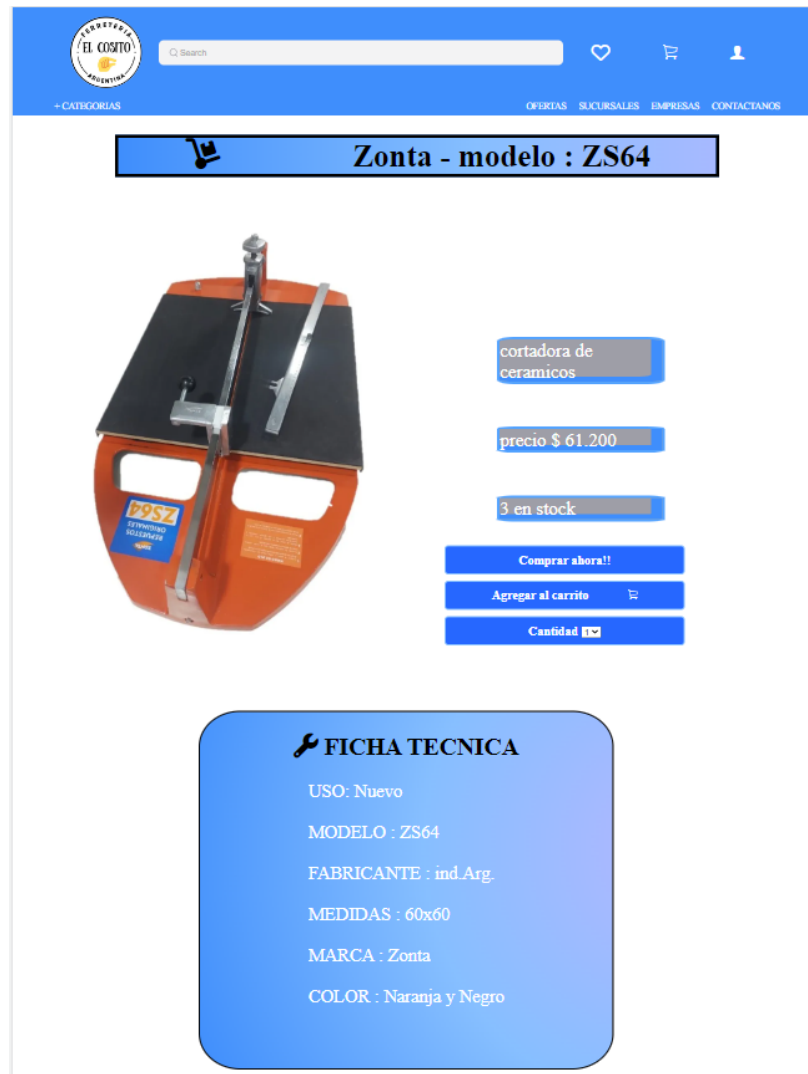 FERRETERIA
EL COSITO
ARGENTINA
Search
+ CATEGORIAS
OFERTAS SUCURSALES EMPRESAS CONTACTANOS
Zonta - modelo : ZS64
cortadora de
ceramicos
precio $ 61.200
3 en stock
REPUESTOS
ORIGINALES
ZS64
Comprar ahora!!
Agregar al carrito
Cantidad 1
FICHA TECNICA
USO: Nuevo
MODELO : ZS64
FABRICANTE : ind.Arg.
MEDIDAS : 60x60
MARCA : Zonta
COLOR : Naranja y Negro